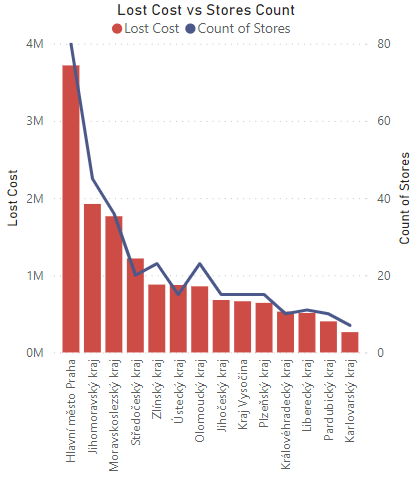 Lost Cost vs Stores Count
Lost Cost
Count of Stores
4M
3M
2M
1M
0M
Lost Cost
80
60
40
20
0
Count of Stores
Hlavní město Praha
Jihomoravský kraj
Moravskoslezský kraj
Středočeský kraj
Zlínský kraj
Ústecký kraj
Olomoucký kraj
Jihočeský kraj
Kraj Vysočina
Plzeňský kraj
Královéhradecký kraj
Liberecký kraj
Pardubický kraj
Karlovarský kraj